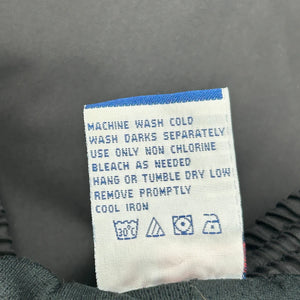 MACHINE WASH COLD
WASH DARKS SEPARATELY
USE ONLY NON CHLORINE
BLEACH AS NEEDED
HANG OR TUMBLE DRY LOW
REMOVE PROMPTLY
COOL IRON
30°C